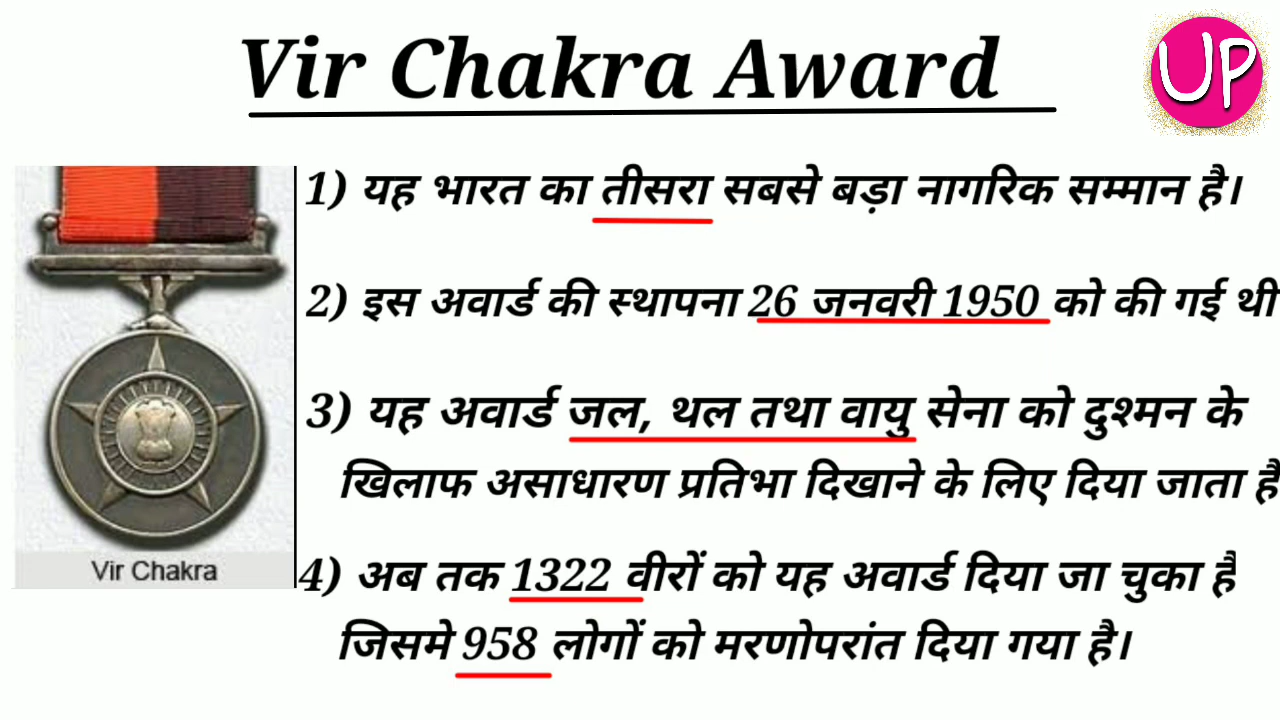 Vir Chakra Award
UP
1) यह भारत का तीसरा सबसे बड़ा नागरिक सम्मान है।
2) इस अवार्ड की स्थापना 26 जनवरी 1950 को की गई थी
3) यह अवार्ड जल, थल तथा वायु सेना को दुश्मन के
खिलाफ असाधारण प्रतिभा दिखाने के लिए दिया जाता है
4) अब तक 1322 वीरों को यह अवार्ड दिया जा चुका है
जिसमे 958 लोगों को मरणोपरांत दिया गया है।
Vir Chakra